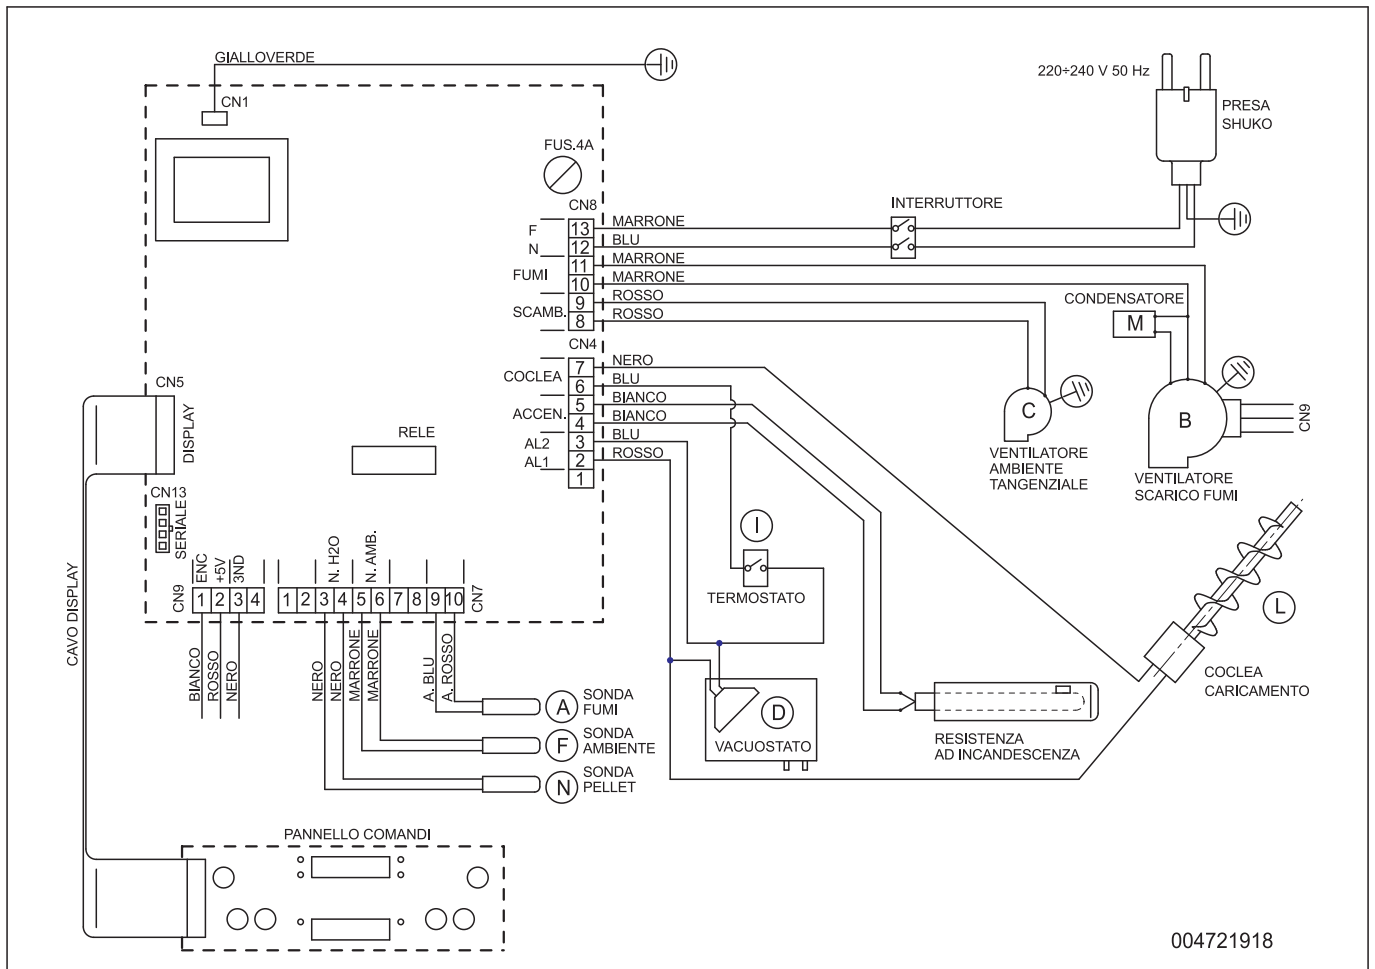 GIALLOVERDE
CN1
220÷240 V 50 Hz
PRESA
SHUKO
FUS.4A
CN8
INTERRUTTORE
F
13
MARRONE
N
12
BLU
FUMI
11
MARRONE
10
MARRONE
SCAMB.
9
ROSSO
8
ROSSO
CONDENSATORE
M
CN4
COCLEA
7
NERO
6
BLU
ACCEN.
5
BIANCO
4
BIANCO
AL2
3
BLU
AL1
2
ROSSO
1
C
VENTILATORE
AMBIENTE
TANGENZIALE
B
CN9
VENTILATORE
SCARICO FUMI
CN5
DISPLAY
RELE
CN13
SERIALE
I
TERMOSTATO
L
COCLEA
CARICAMENTO
ENC
+5V
3ND
N. H2O
N. AMB.
CN9
1 2 3 4
1 2 3 4 5 6 7 8 9 10
CN7
CAVO DISPLAY
BIANCO
ROSSO
NERO
NERO
NERO
MARRONE
MARRONE
A. BLU
A. ROSSO
A
SONDA
FUMI
F
SONDA
AMBIENTE
N
SONDA
PELLET
D
VACUOSTATO
RESISTENZA
AD INCANDESCENZA
PANNELLO COMANDI
004721918